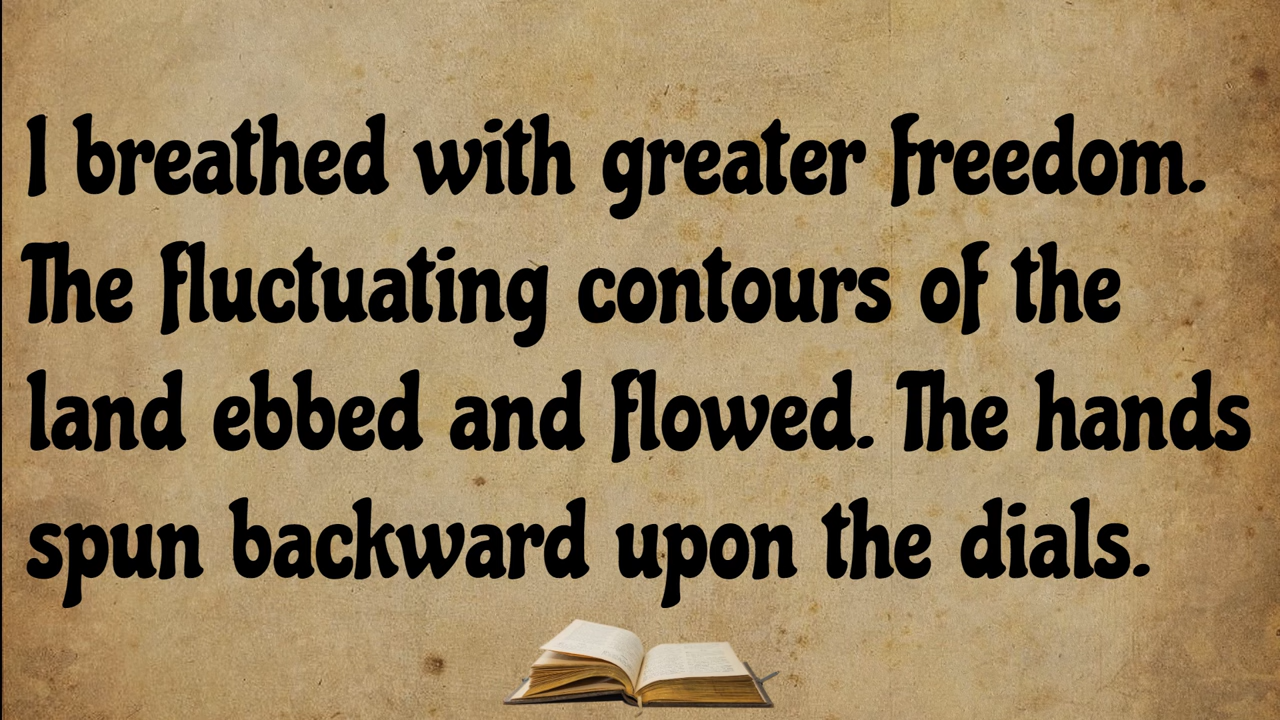 I breathed with greater freedom.
The fluctuating contours of the
land ebbed and flowed. The hands
spun backward upon the dials.